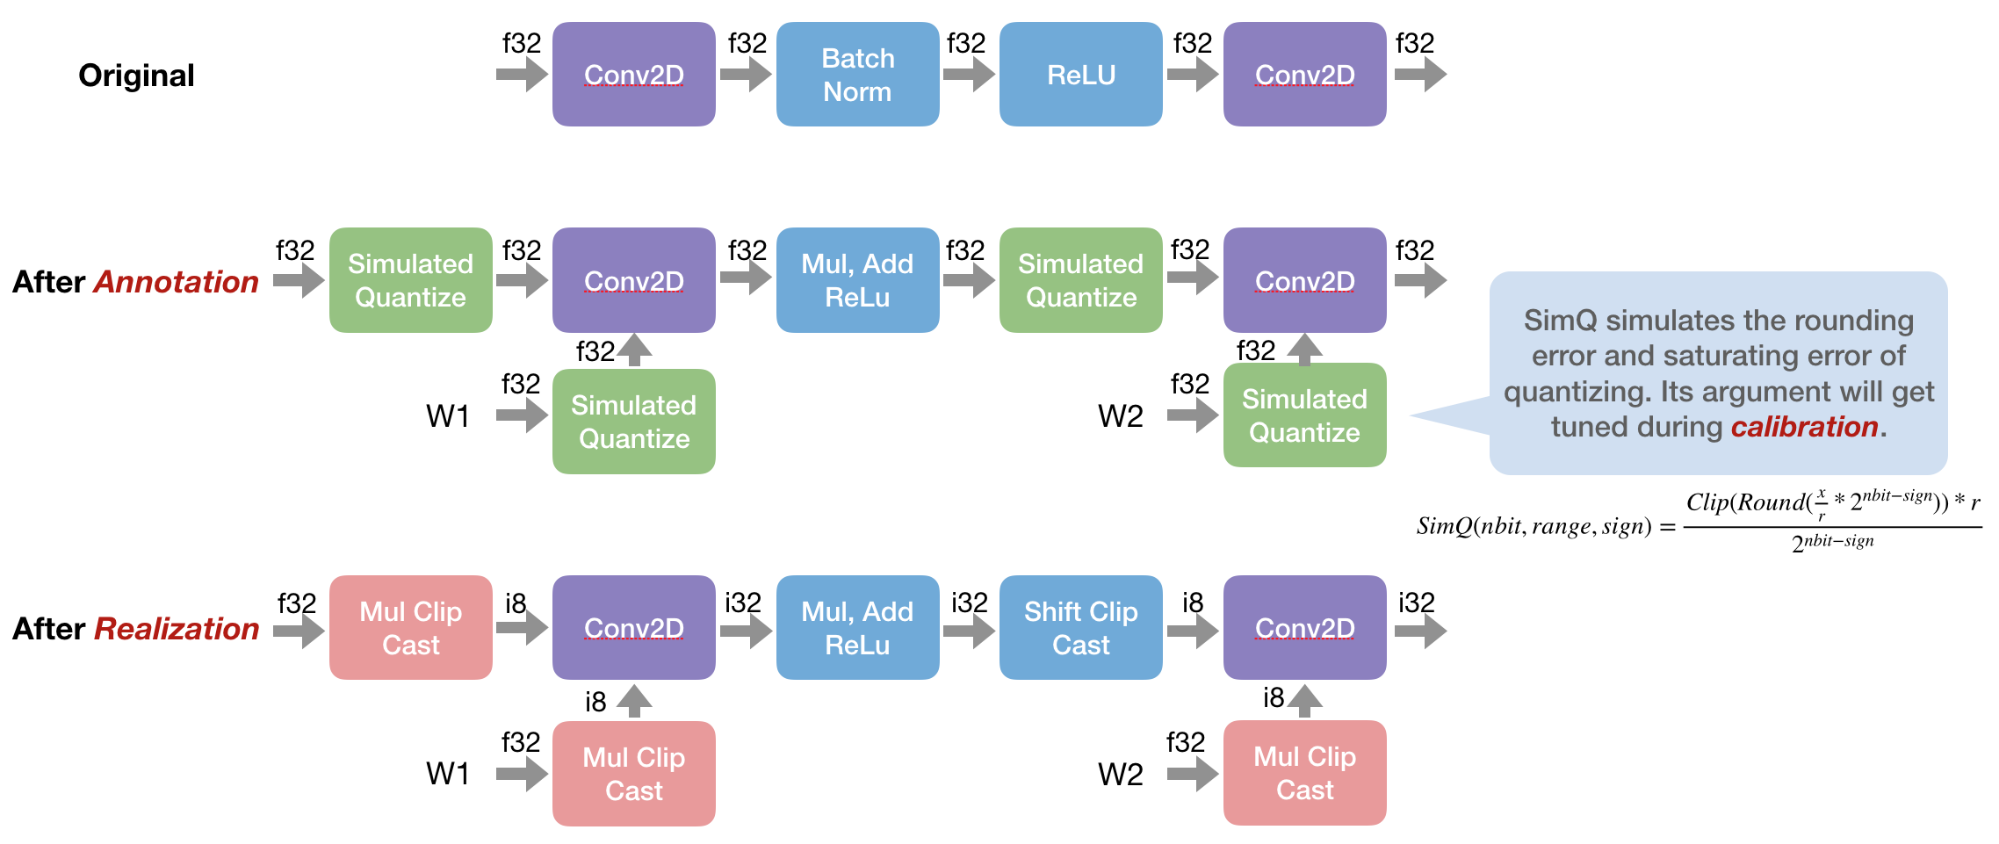 Original
f32
Conv2D
f32
Batch
Norm
f32
ReLU
f32
Conv2D
f32
After Annotation
f32
Simulated
Quantize
f32
Conv2D
f32
Mul, Add
ReLu
f32
Simulated
Quantize
f32
Conv2D
f32
f32
f32
W1
f32
Simulated
Quantize
W2
f32
Simulated
Quantize
SimQ simulates the rounding
error and saturating error of
quantizing. Its argument will get
tuned during calibration.
SimQ(nbit, range, sign) = \frac{Clip(Round(\frac{x}{r} * 2^{nbit-sign})) * r}{2^{nbit-sign}}
After Realization
f32
Mul Clip
Cast
i8
Conv2D
i32
Mul, Add
ReLu
i32
Shift Clip
Cast
i8
Conv2D
i32
i8
i8
W1
f32
Mul Clip
Cast
W2
f32
Mul Clip
Cast